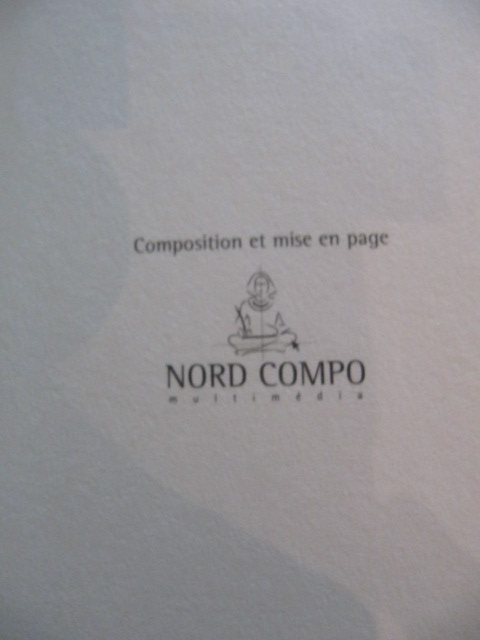 Composition et mise en page
NORD COMPO
multimédia